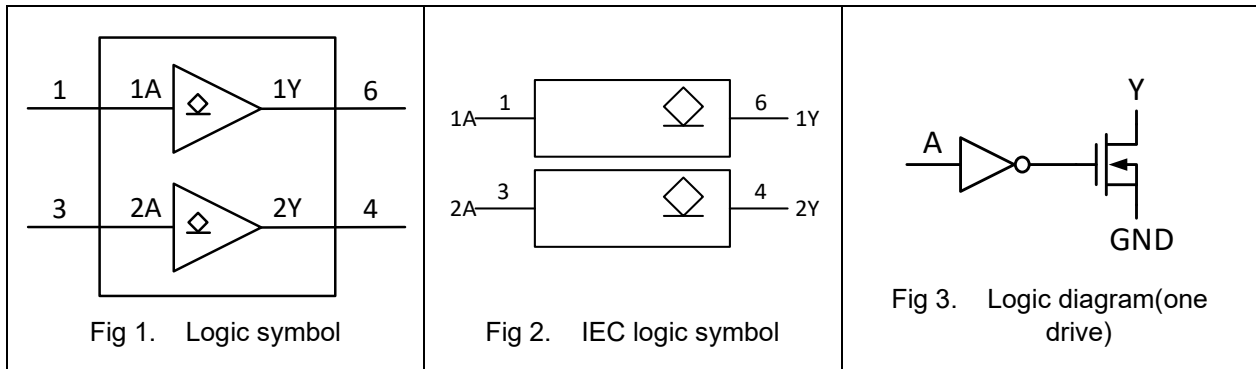 1 1A 1Y 6
3 2A 2Y 4
Fig 1. Logic symbol
1A 1 6 1Y
2A 3 4 2Y
Fig 2. IEC logic symbol
Y
A
GND
Fig 3. Logic diagram(one
drive)